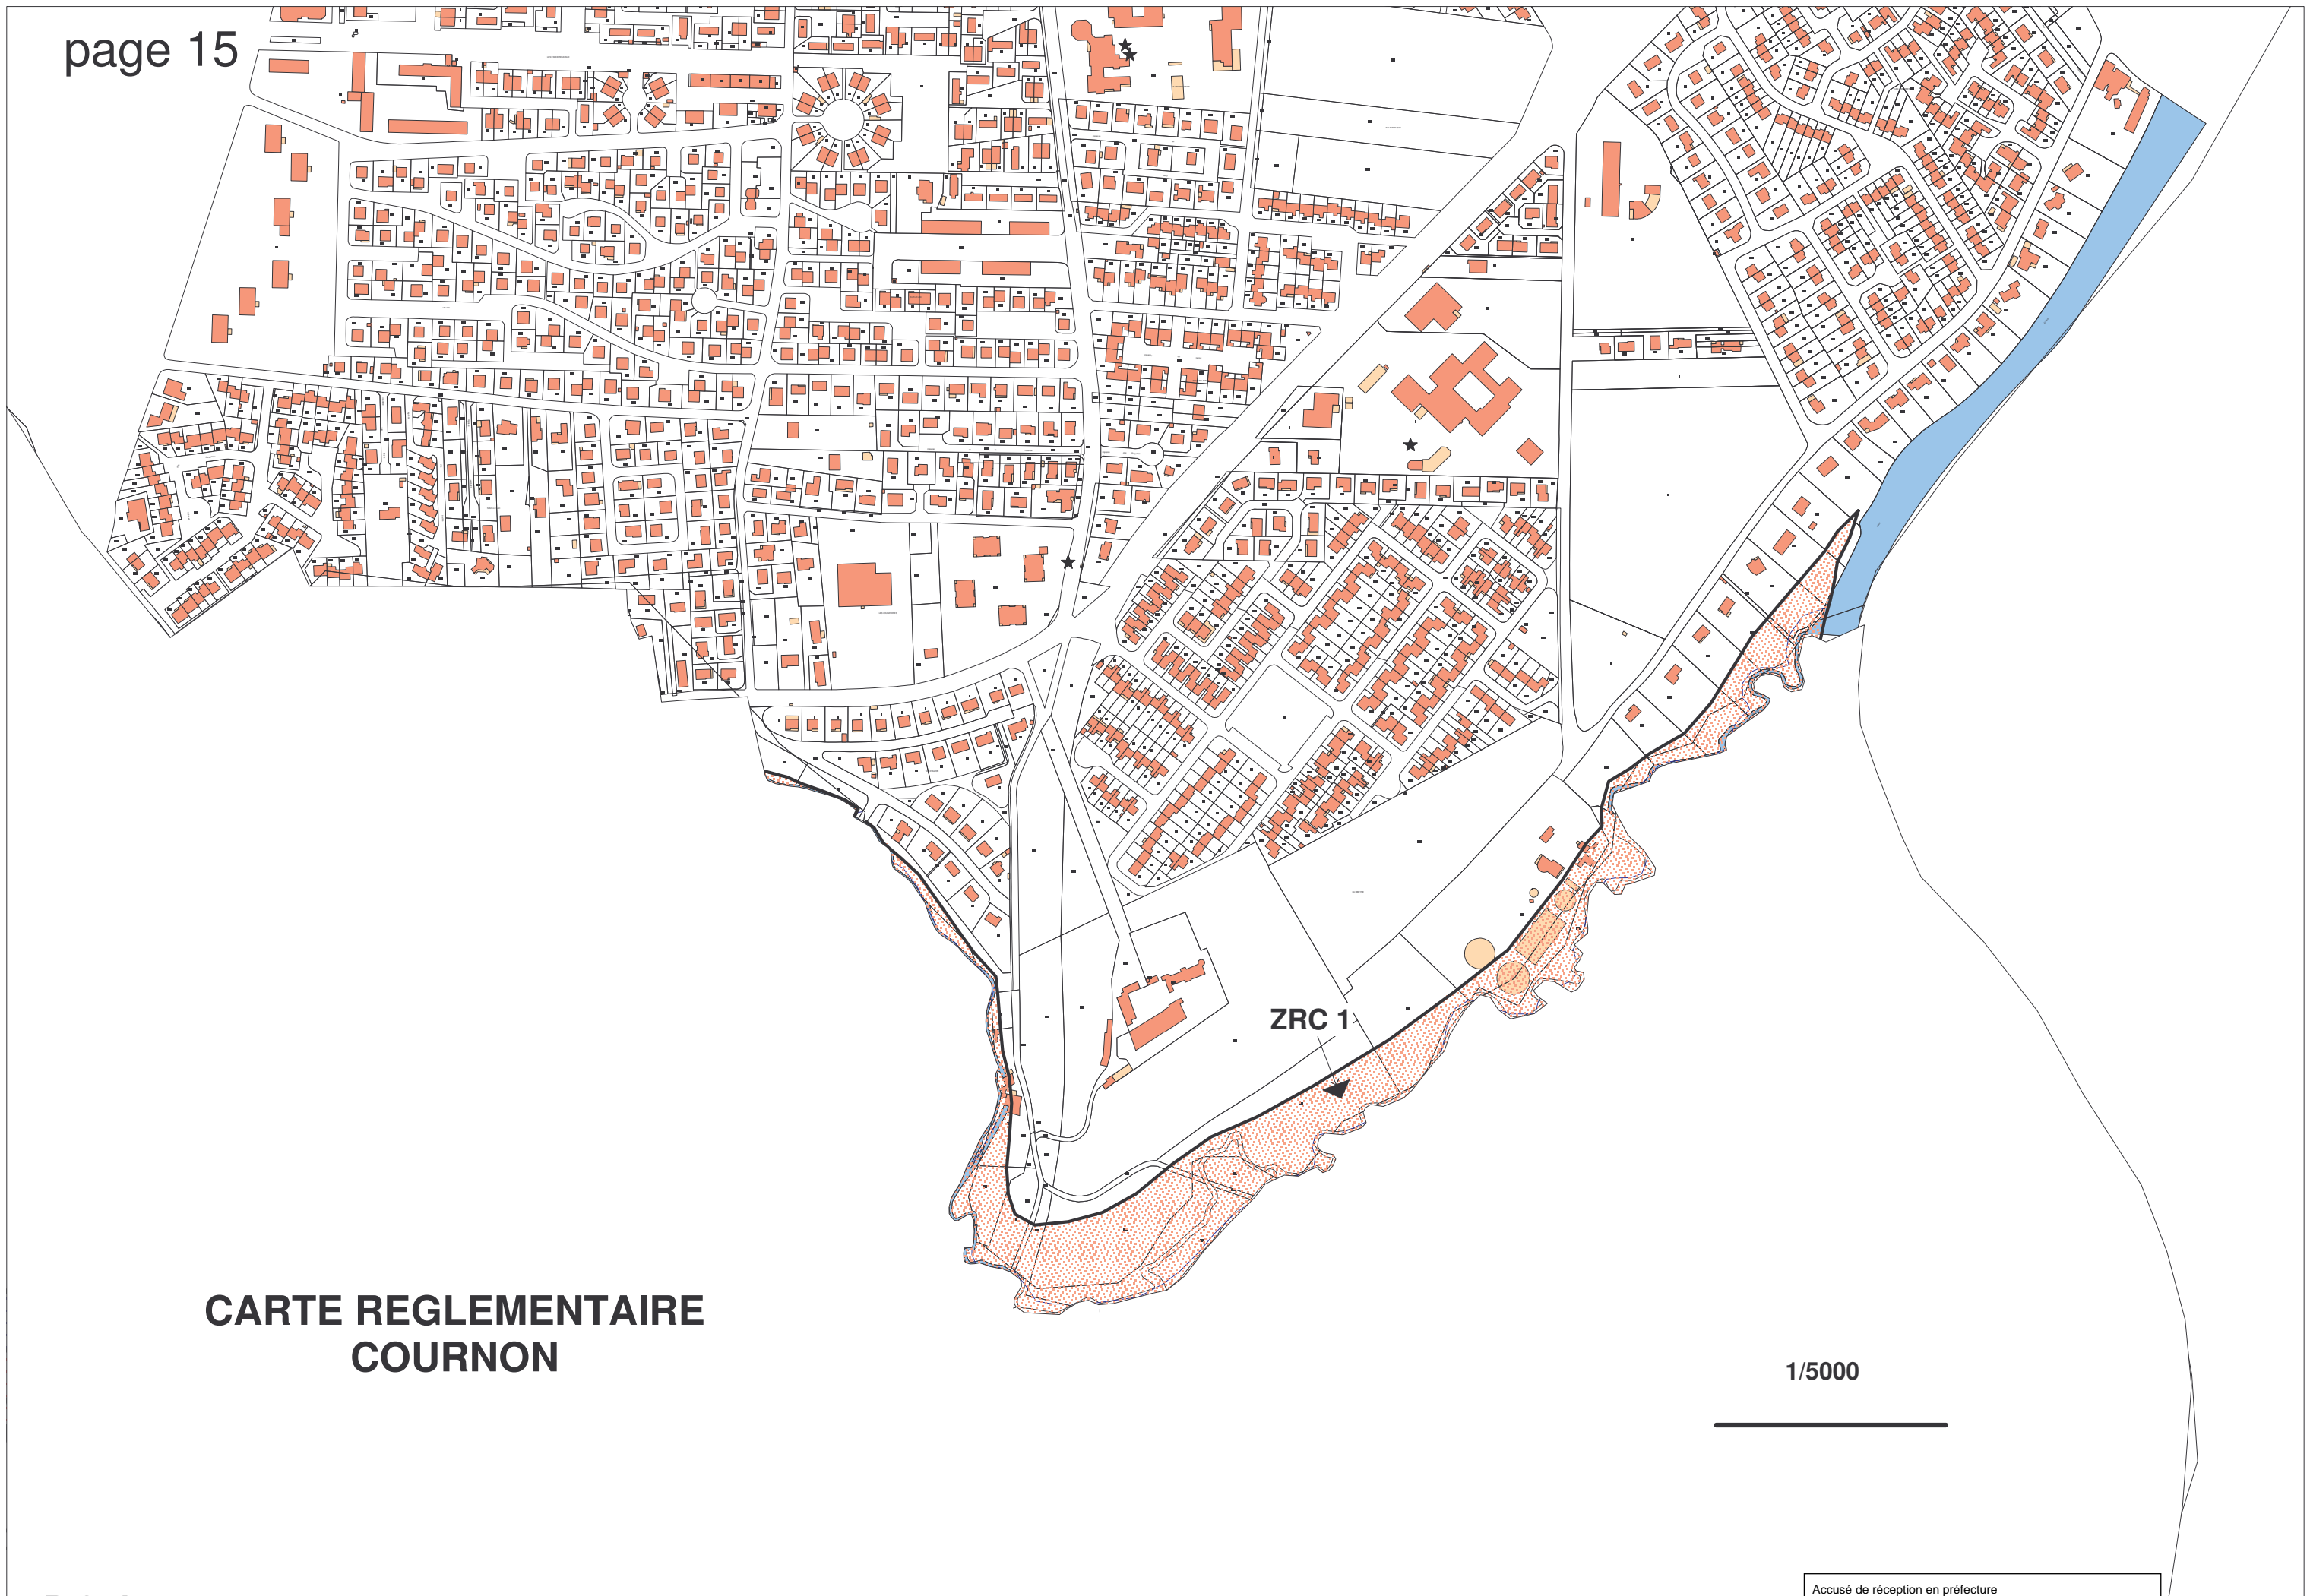 page 15
ZRC 1
CARTE REGLEMENTAIRE
COURNON
1/5000
Accusé de réception en préfecture